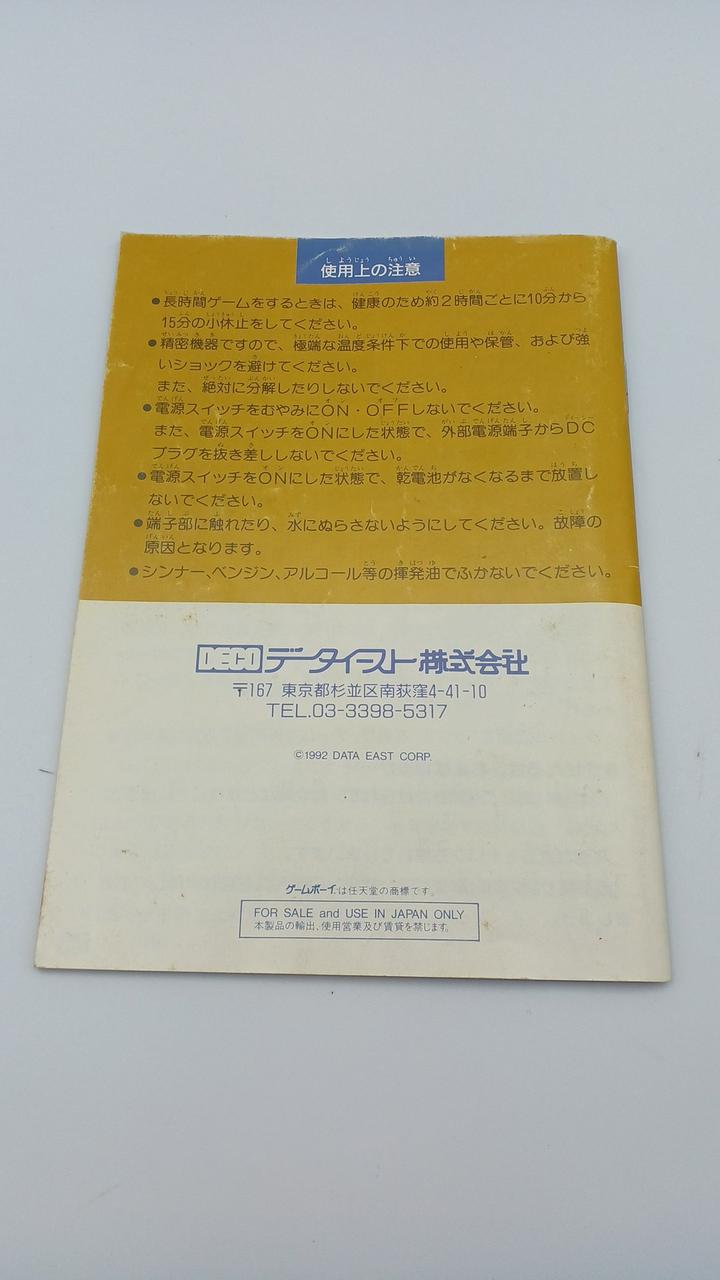 使用上の注意
●長時間ゲームをするときは、健康のため約2時間ごとに10分から
15分の小休止をしてください。
●精密機器ですので、極端な温度条件下での使用や保管、および強
いショックを避けてください。
また、絶対に分解したりしないでください。
●電源スイッチをむやみにON・OFFしないでください。
また、電源スイッチをONにした状態で、外部電源端子からDC
プラグを抜き差ししないでください。
●電源スイッチをONにした状態で、乾電池がなくなるまで放置し
ないでください。
●端子部に触れたり、水にぬらさないようにしてください。故障の
原因となります。
●シンナー、ベンジン、アルコール等の揮発油でふかないでください。
DECO データイースト株式会社
〒167 東京都杉並区南荻窪4-41-10
TEL.03-3398-5317
©1992 DATA EAST CORP.
ゲームボーイは任天堂の商標です。
FOR SALE and USE IN JAPAN ONLY
本製品の輸出、使用営業及び賃貸を禁じます。